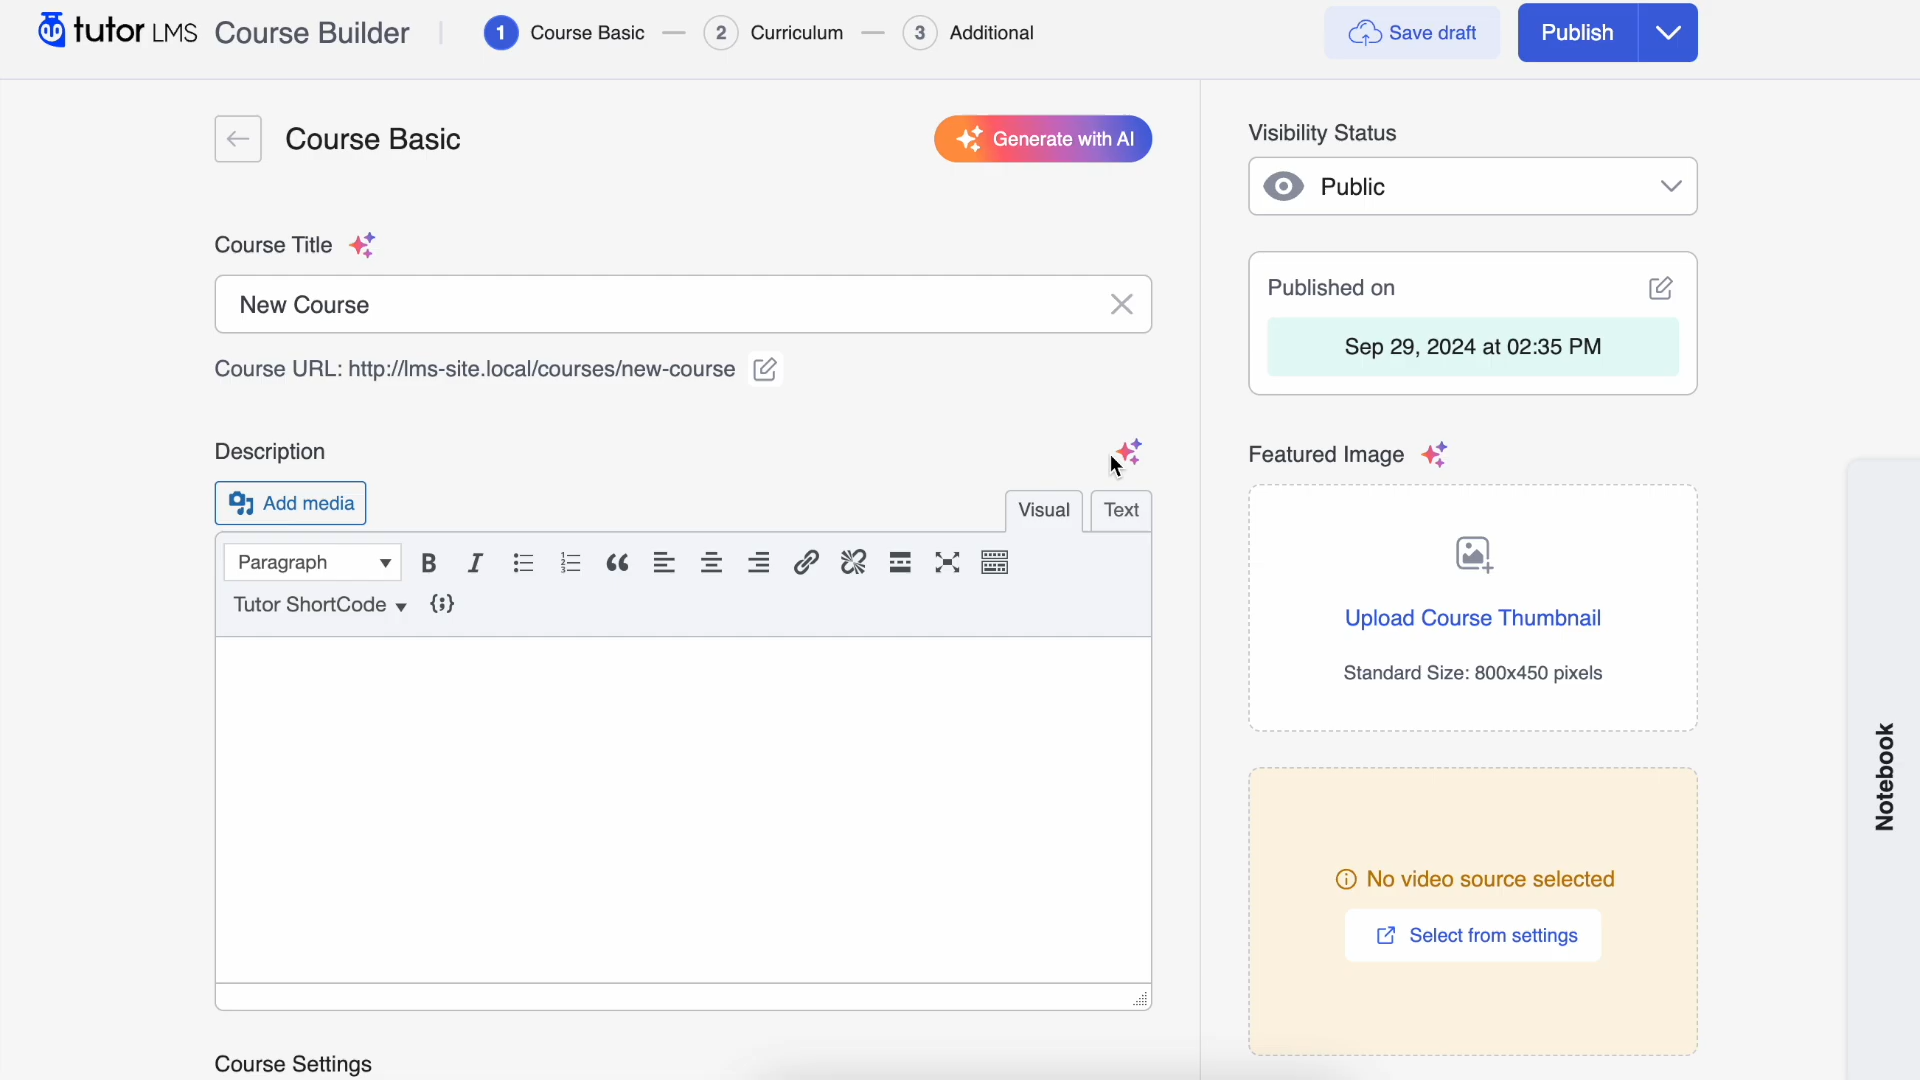 tutor LMS Course Builder 1 Course Basic 2 Curriculum 3 Additional Save draft Publish
Course Basic
Generate with AI
Course Title
New Course
Course URL: http://lms-site.local/courses/new-course
Description
Add media
Visual Text
Paragraph
Tutor ShortCode
Course Settings
Visibility Status
Public
Published on
Sep 29, 2024 at 02:35 PM
Featured Image
Upload Course Thumbnail
Standard Size: 800x450 pixels
No video source selected
Select from settings
Notebook